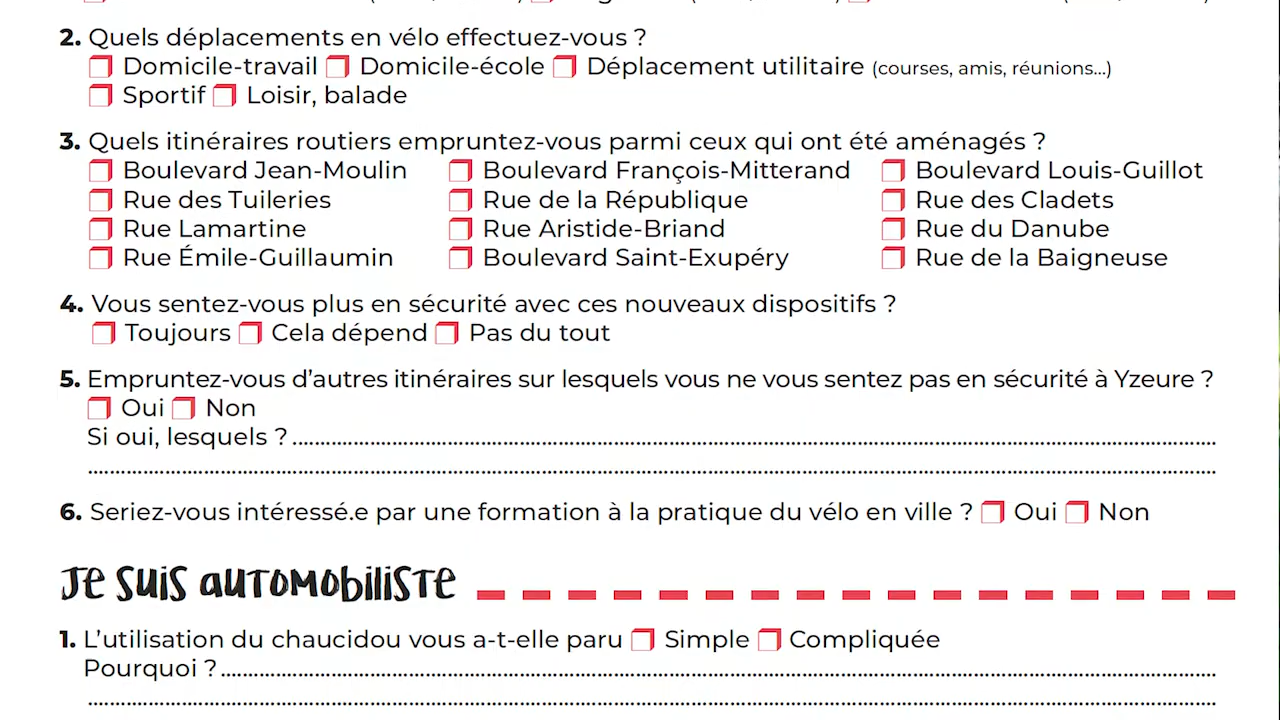 2. Quels déplacements en vélo effectuez-vous ?
Domicile-travail Domicile-école Déplacement utilitaire (courses, amis, réunions...)
Sportif Loisir, balade
3. Quels itinéraires routiers empruntez-vous parmi ceux qui ont été aménagés ?
Boulevard Jean-Moulin Boulevard François-Mitterand Boulevard Louis-Guillot
Rue des Tuileries Rue de la République Rue des Cladets
Rue Lamartine Rue Aristide-Briand Rue du Danube
Rue Émile-Guillaumin Boulevard Saint-Exupéry Rue de la Baigneuse
4. Vous sentez-vous plus en sécurité avec ces nouveaux dispositifs ?
Toujours Cela dépend Pas du tout
5. Empruntez-vous d'autres itinéraires sur lesquels vous ne vous sentez pas en sécurité à Yzeure ?
Oui Non
Si oui, lesquels ?
6. Seriez-vous intéressé.e par une formation à la pratique du vélo en ville ? Oui Non
Je suis automobiliste
1. L'utilisation du chaucidou vous a-t-elle paru Simple Compliquée
Pourquoi ?